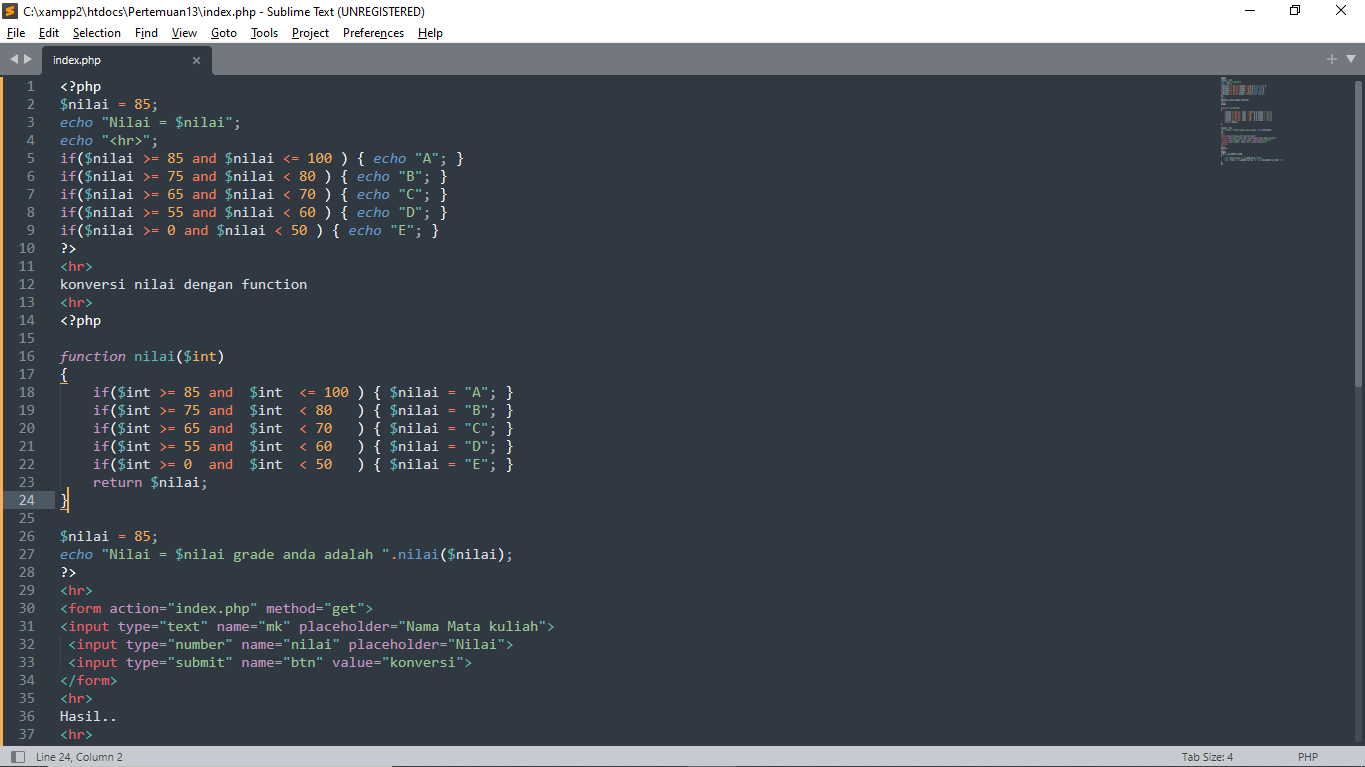 C:\xampp2\htdocs\Pertemuan13\index.php - Sublime Text (UNREGISTERED)
File Edit Selection Find View Goto Tools Project Preferences Help
index.php
1 <?php
2 $nilai = 85;
3 echo "Nilai = $nilai";
4 echo "<hr>";
5 if($nilai >= 85 and $nilai <= 100 ) { echo "A"; }
6 if($nilai >= 75 and $nilai < 80 ) { echo "B"; }
7 if($nilai >= 65 and $nilai < 70 ) { echo "C"; }
8 if($nilai >= 55 and $nilai < 60 ) { echo "D"; }
9 if($nilai >= 0 and $nilai < 50 ) { echo "E"; }
10 ?>
11 <hr>
12 konversi nilai dengan function
13 <hr>
14 <?php
15
16 function nilai($int)
17 {
18     if($int >= 85 and  $int  <= 100 ) { $nilai = "A"; }
19     if($int >= 75 and  $int  < 80   ) { $nilai = "B"; }
20     if($int >= 65 and  $int  < 70   ) { $nilai = "C"; }
21     if($int >= 55 and  $int  < 60   ) { $nilai = "D"; }
22     if($int >= 0  and  $int  < 50   ) { $nilai = "E"; }
23     return $nilai;
24 }
25
26 $nilai = 85;
27 echo "Nilai = $nilai grade anda adalah ".nilai($nilai);
28 ?>
29 <hr>
30 <form action="index.php" method="get">
31 <input type="text" name="mk" placeholder="Nama Mata kuliah">
32  <input type="number" name="nilai" placeholder="Nilai">
33  <input type="submit" name="btn" value="konversi">
34 </form>
35 <hr>
36 Hasil..
37 <hr>
Line 24, Column 2 Tab Size: 4 PHP